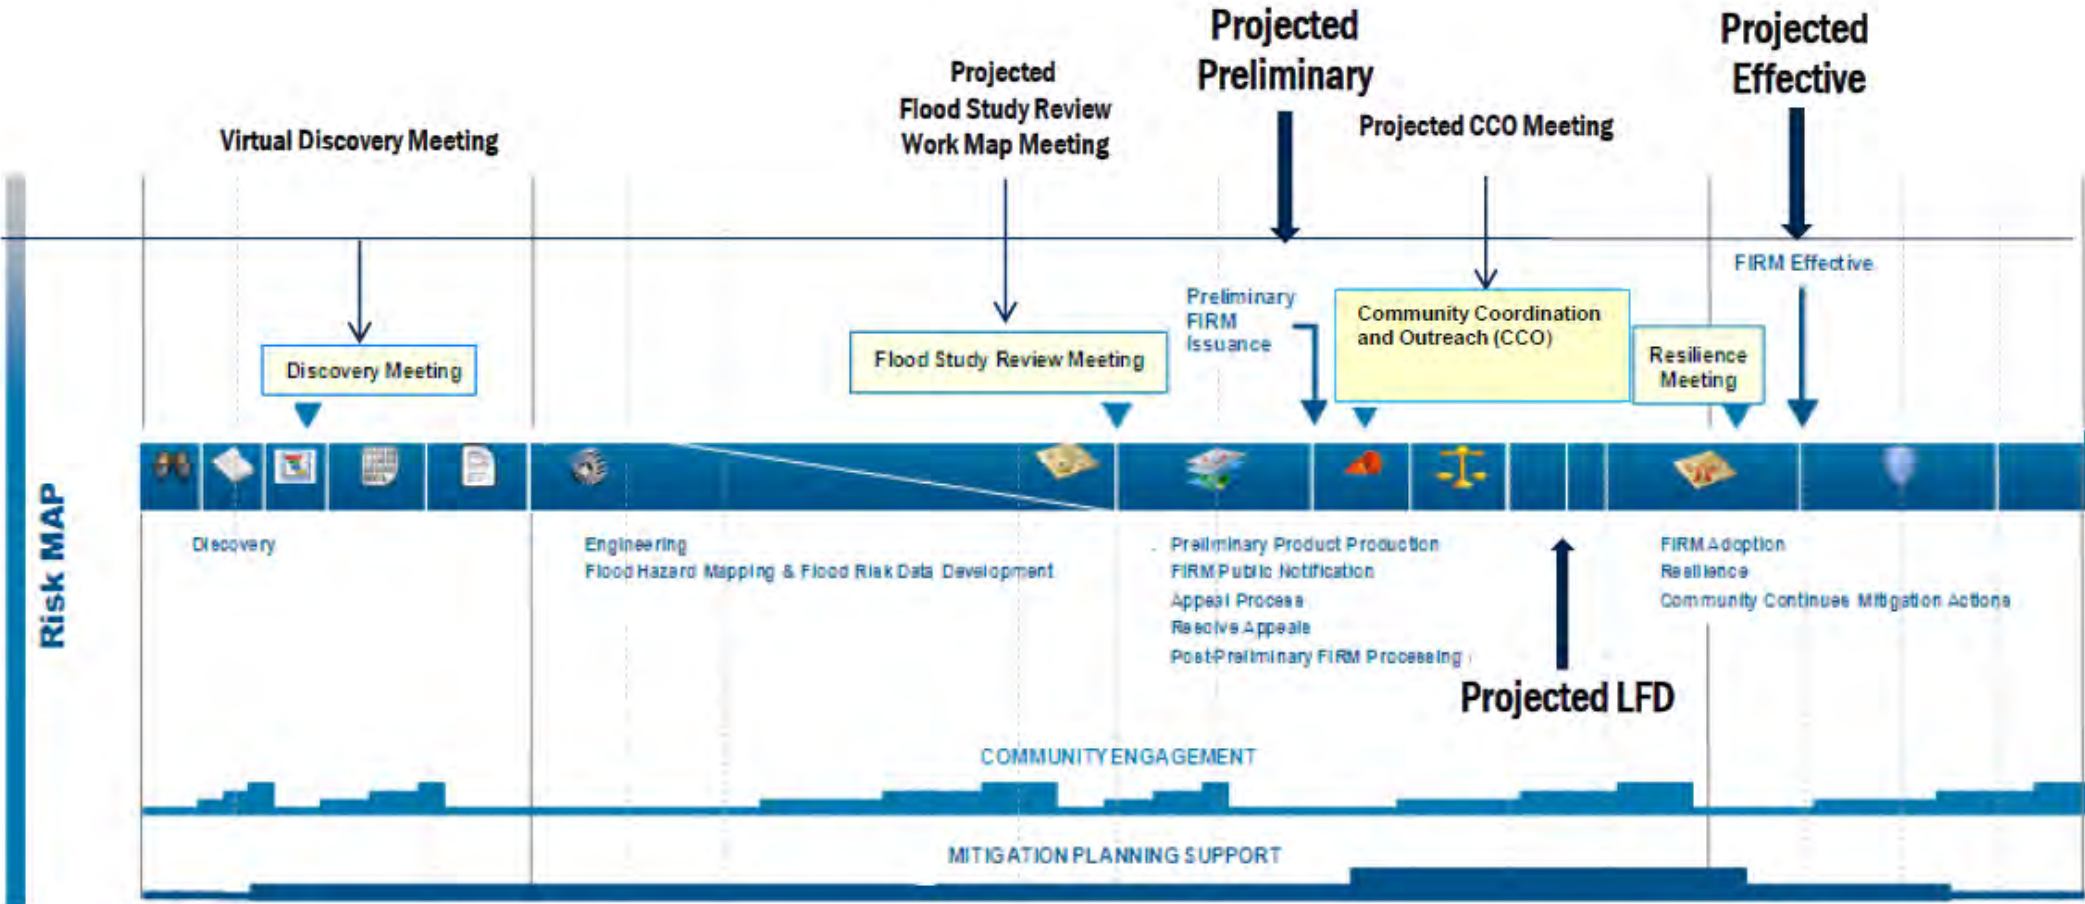 Projected
Preliminary
Projected
Effective
Projected
Flood Study Review
Work Map Meeting
Virtual Discovery Meeting
Projected CCO Meeting
FIRM Effective
Preliminary
FIRM
Issuance
Community Coordination
and Outreach (CCO)
Discovery Meeting
Flood Study Review Meeting
Resilience
Meeting
Risk MAP
Discovery
Engineering
Flood Hazard Mapping & Flood Risk Data Development
Preliminary Product Production
FIRM Public Notification
Appeal Process
Resolve Appeals
Post-Preliminary FIRM Processing
FIRM Adoption
Resilience
Community Continues Mitigation Actions
Projected LFD
COMMUNITY ENGAGEMENT
MITIGATION PLANNING SUPPORT